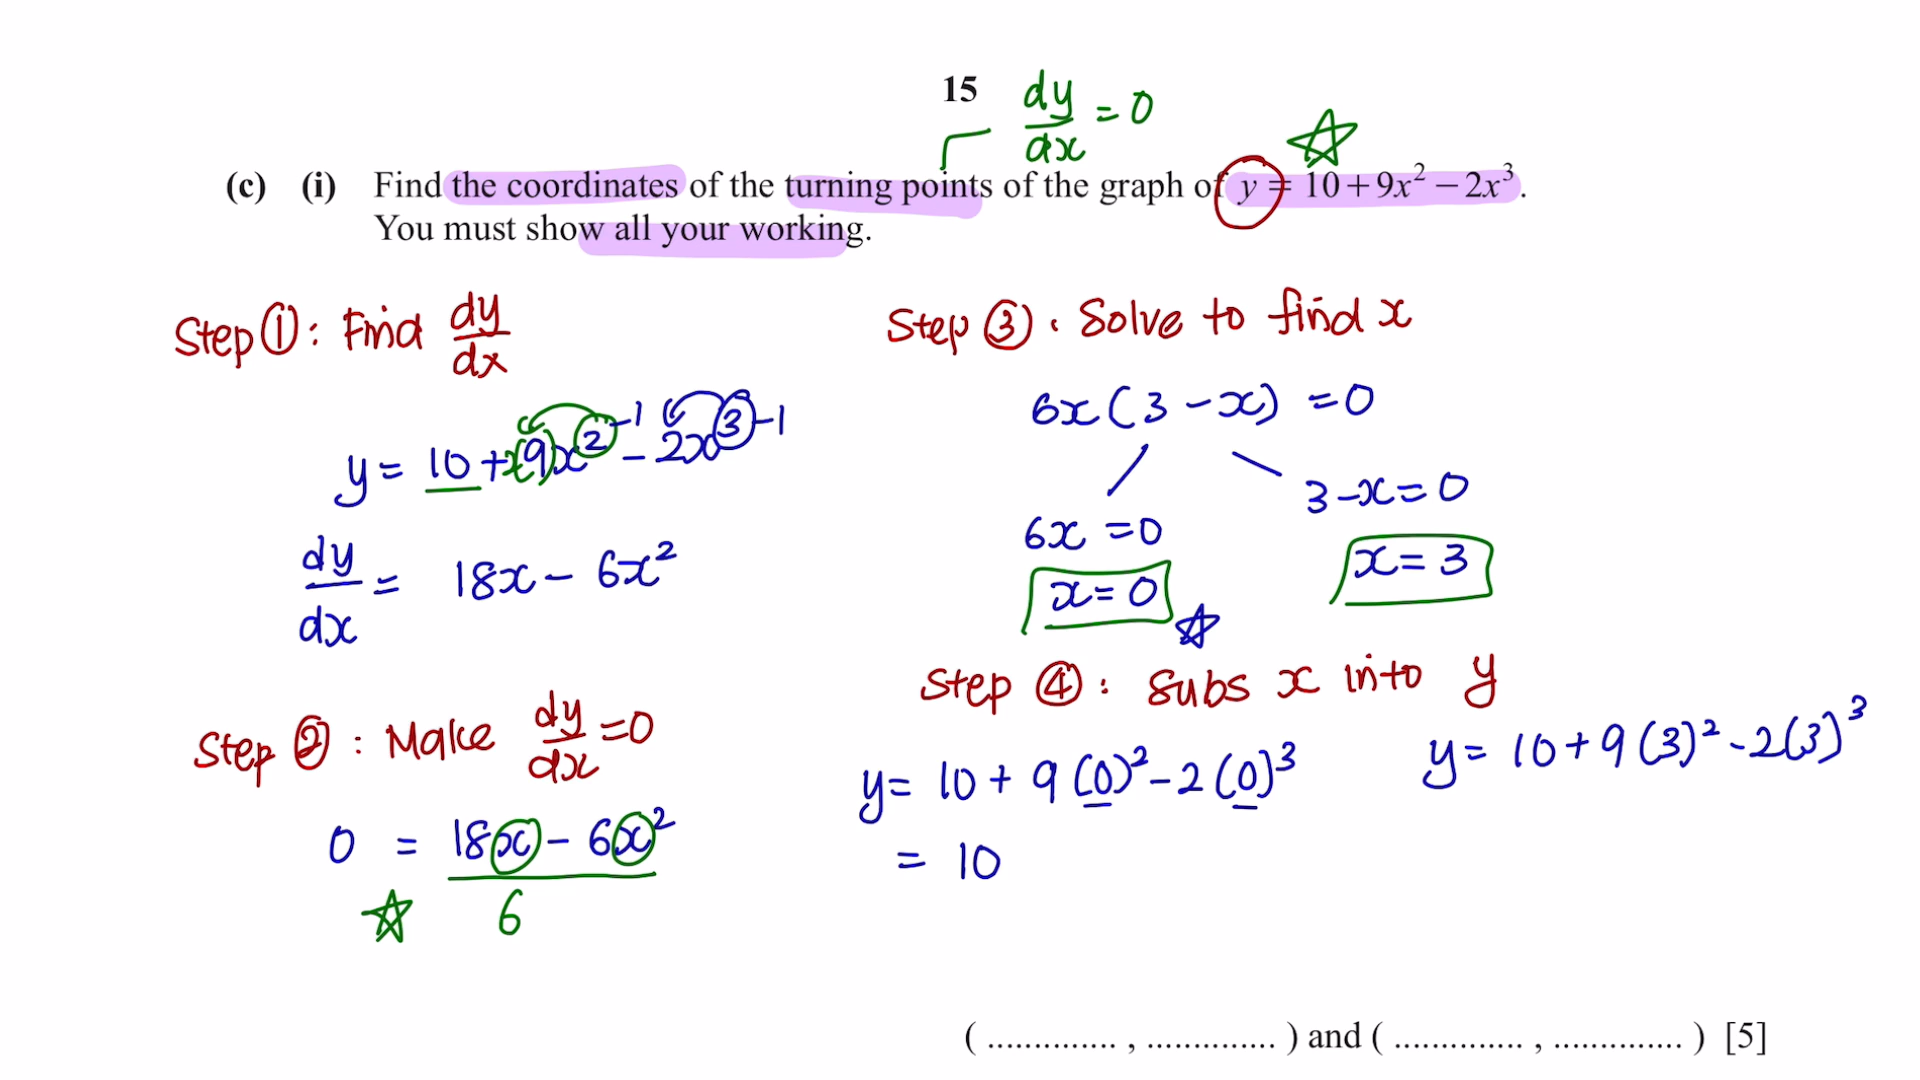 15
dy/dx = 0
(c) (i) Find the coordinates of the turning points of the graph of y = 10 + 9x² − 2x³.
You must show all your working.
Step ①: Find dy/dx
y = 10 + x9x²⁻¹ − 2x³⁻¹
dy/dx = 18x − 6x²
Step ②: Make dy/dx = 0
0 = 18x − 6x²
6
Step ③: Solve to find x
6x(3 − x) = 0
6x = 0
x = 0
3 − x = 0
x = 3
Step ④: Subs x into y
y = 10 + 9(0)² − 2(0)³
= 10
y = 10 + 9(3)² − 2(3)³
( .............. , .............. ) and ( .............. , .............. ) [5]